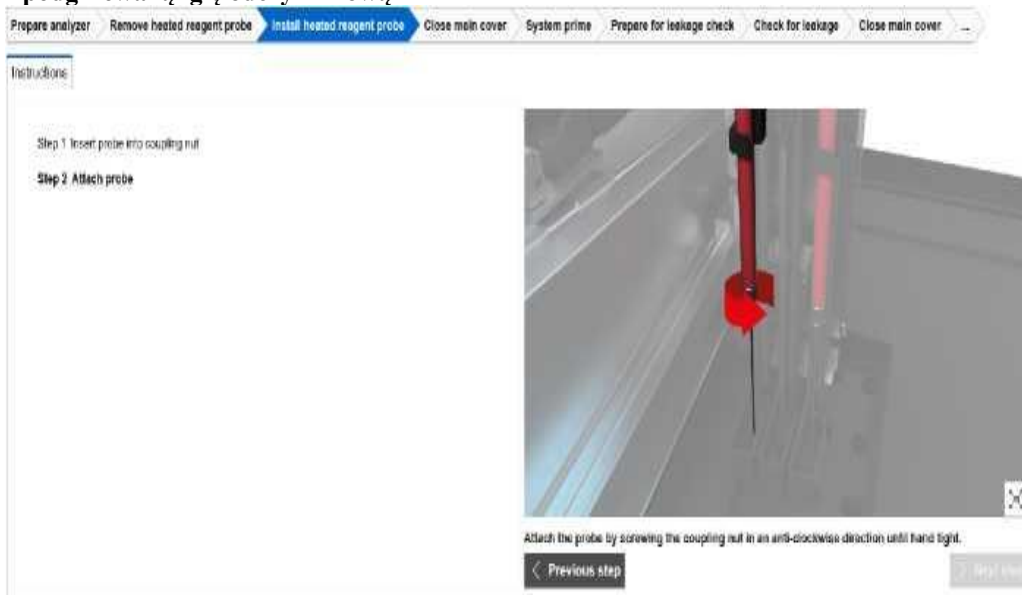 Prepare analyzer Remove heated reagent probe Install heated reagent probe Close main cover System prime Prepare for leakage check Check for leakage Close main cover ...
Instructions
Step 1 Insert probe into coupling nut
Step 2 Attach probe
Attach the probe by screwing the coupling nut in an anti-clockwise direction until hand tight.
Previous step
Next step